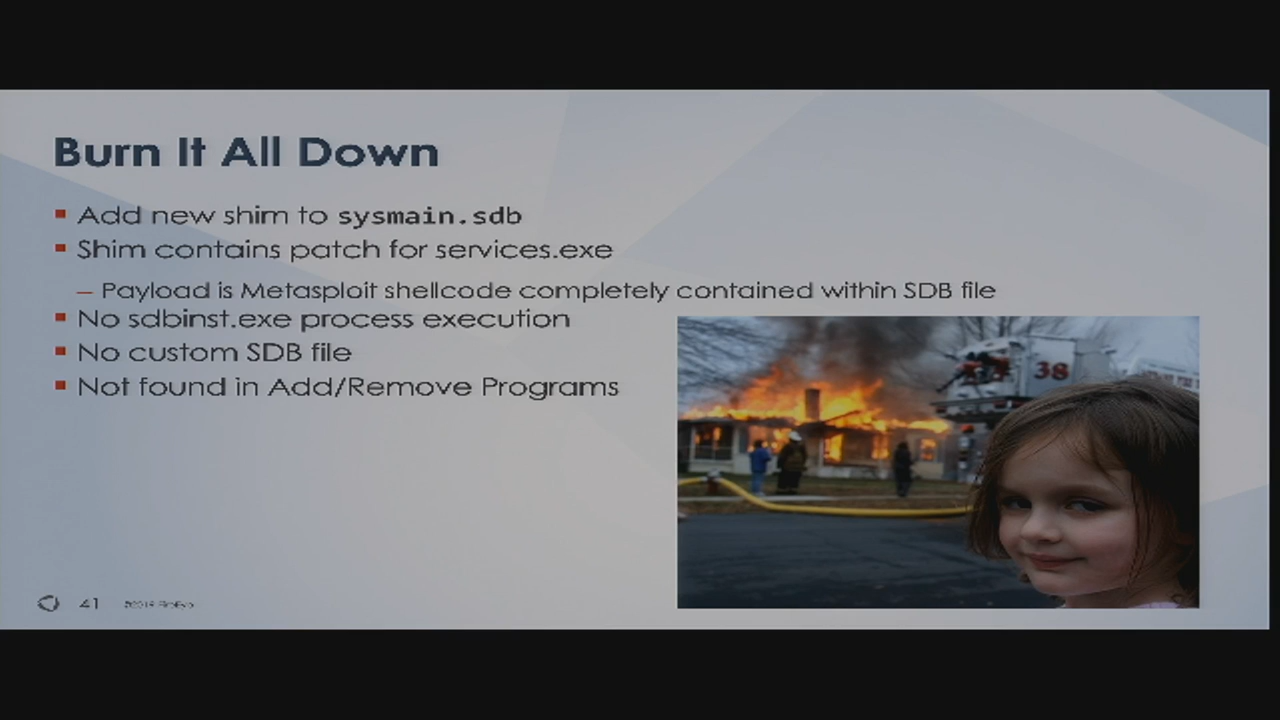 Burn It All Down
▪ Add new shim to sysmain.sdb
▪ Shim contains patch for services.exe
– Payload is Metasploit shellcode completely contained within SDB file
▪ No sdbinst.exe process execution
▪ No custom SDB file
▪ Not found in Add/Remove Programs
38
41